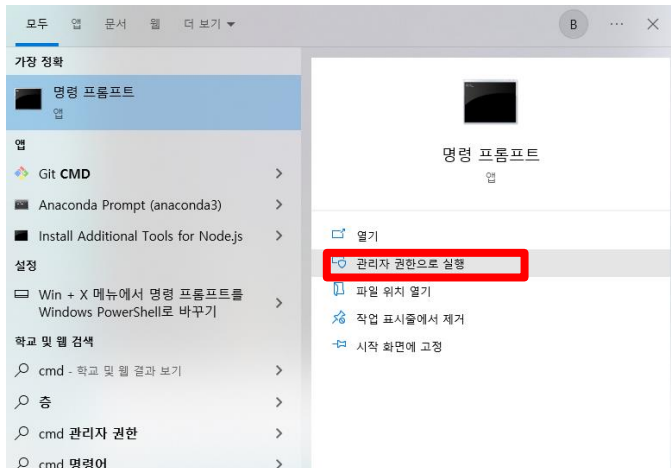 모두 앱 문서 웹 더 보기
B
가장 정확
명령 프롬프트
앱
앱
Git CMD
Anaconda Prompt (anaconda3)
Install Additional Tools for Node.js
설정
Win + X 메뉴에서 명령 프롬프트를
Windows PowerShell로 바꾸기
학교 및 웹 검색
cmd - 학교 및 웹 결과 보기
층
cmd 관리자 권한
cmd 명령어
명령 프롬프트
앱
열기
관리자 권한으로 실행
파일 위치 열기
작업 표시줄에서 제거
시작 화면에 고정